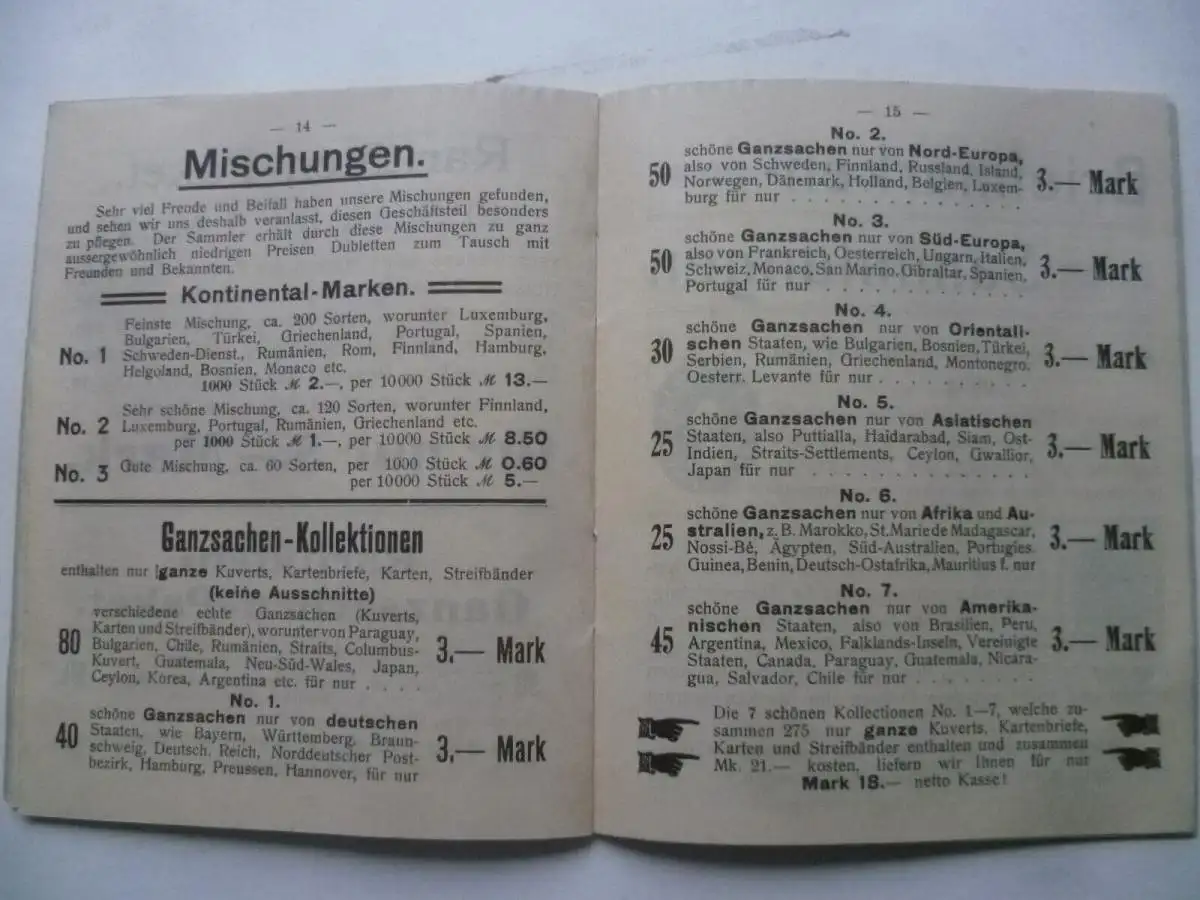 — 14 —
Mischungen.
Sehr viel Freude und Beifall haben unsere Mischungen gefunden,
und sehen wir uns deshalb veranlasst, diesen Geschäftsteil besonders
zu pflegen. Der Sammler erhält durch diese Mischungen zu ganz
aussergewöhnlich niedrigen Preisen Dubletten zum Tausch mit
Freunden und Bekannten.
Kontinental-Marken.
Feinste Mischung, ca. 200 Sorten, worunter Luxemburg,
Bulgarien, Türkei, Griechenland, Portugal, Spanien,
No. 1 Schweden-Dienst., Rumänien, Rom, Finnland, Hamburg,
Helgoland, Bosnien, Monaco etc.
1000 Stück ℳ 2.—, per 10000 Stück ℳ 13.—
Sehr schöne Mischung, ca. 120 Sorten, worunter Finnland,
No. 2 Luxemburg, Portugal, Rumänien, Griechenland etc.
per 1000 Stück ℳ 1.—, per 10000 Stück ℳ 8.50
No. 3 Gute Mischung, ca. 60 Sorten, per 1000 Stück ℳ 0.60
per 10000 Stück ℳ 5.—
Ganzsachen-Kollektionen
enthalten nur ganze Kuverts, Kartenbriefe, Karten, Streifbänder
(keine Ausschnitte)
verschiedene echte Ganzsachen (Kuverts,
Karten und Streifbänder), worunter von Paraguay,
80 Bulgarien, Chile, Rumänien, Straits, Columbus- 3.— Mark
Kuvert, Guatemala, Neu-Süd-Wales, Japan,
Ceylon, Korea, Argentina etc. für nur . . . .
No. 1.
schöne Ganzsachen nur von deutschen
40 Staaten, wie Bayern, Württemberg, Braun- 3.— Mark
schweig, Deutsch. Reich, Norddeutscher Post-
bezirk, Hamburg, Preussen, Hannover, für nur
— 15 —
No. 2.
schöne Ganzsachen nur von Nord-Europa,
50 also von Schweden, Finnland, Russland, Island, 3.— Mark
Norwegen, Dänemark, Holland, Belgien, Luxem-
burg für nur . . . . . . . . . . . . .
No. 3.
schöne Ganzsachen nur von Süd-Europa,
50 also von Frankreich, Oesterreich, Ungarn, Italien, 3.— Mark
Schweiz, Monaco, San Marino, Gibraltar, Spanien,
Portugal für nur . . . . . . . . . . . .
No. 4.
schöne Ganzsachen nur von Orientali-
30 schen Staaten, wie Bulgarien, Bosnien, Türkei, 3.— Mark
Serbien, Rumänien, Griechenland, Montonegro,
Oesterr. Levante für nur . . . . . . . . .
No. 5.
schöne Ganzsachen nur von Asiatischen
25 Staaten, also Puttialla, Haidarabad, Siam, Ost- 3.— Mark
Indien, Straits-Settlements, Ceylon, Gwallior,
Japan für nur . . . . . . . . . . . .
No. 6.
schöne Ganzsachen nur von Afrika und Au-
25 stralien, z. B. Marokko, St. Marie de Madagascar, 3.— Mark
Nossi-Bé, Ägypten, Süd-Australien, Portugies.
Guinea, Benin, Deutsch-Ostafrika, Mauritius f. nur
No. 7.
schöne Ganzsachen nur von Amerika-
nischen Staaten, also von Brasilien, Peru,
45 Argentina, Mexico, Falklands-Inseln, Vereinigte 3.— Mark
Staaten, Canada, Paraguay, Guatemala, Nicara-
gua, Salvador, Chile für nur . . . . . . . .
Die 7 schönen Kollectionen No. 1—7, welche zu-
sammen 275 nur ganze Kuverts, Kartenbriefe,
Karten und Streifbänder enthalten und zusammen
Mk. 21.— kosten, liefern wir Ihnen für nur
Mark 18.— netto Kasse!